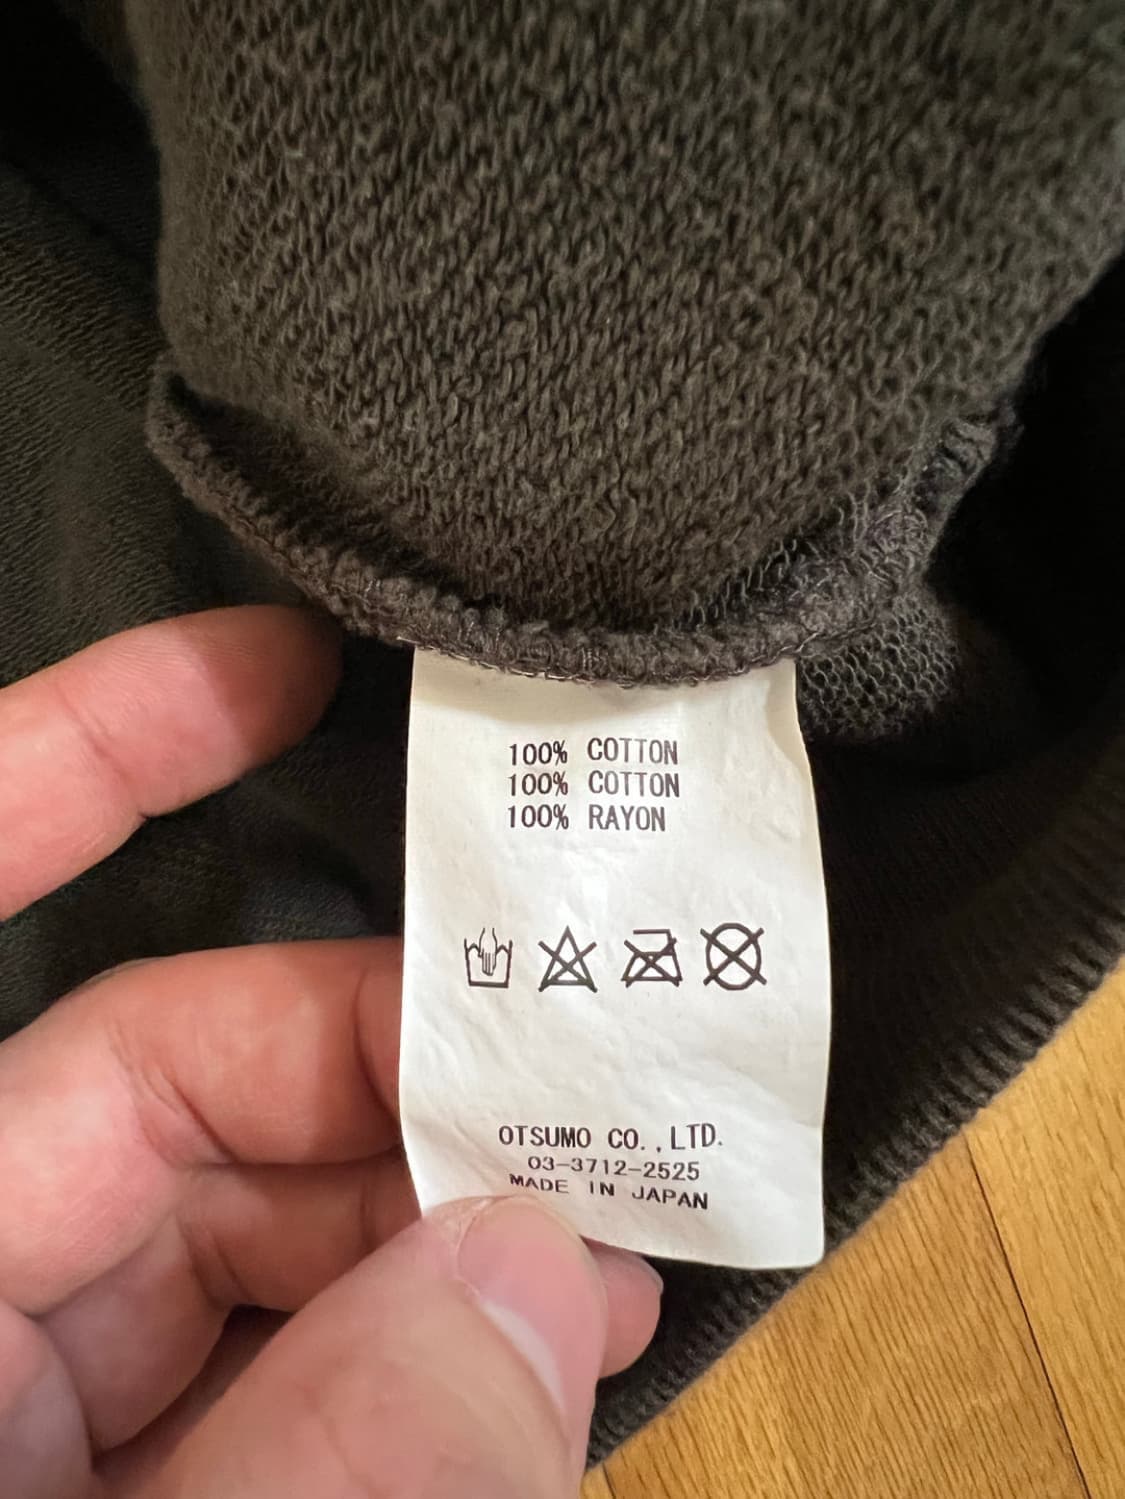 100% COTTON
100% COTTON
100% RAYON
OTSUMO CO., LTD.
03-3712-2525
MADE IN JAPAN